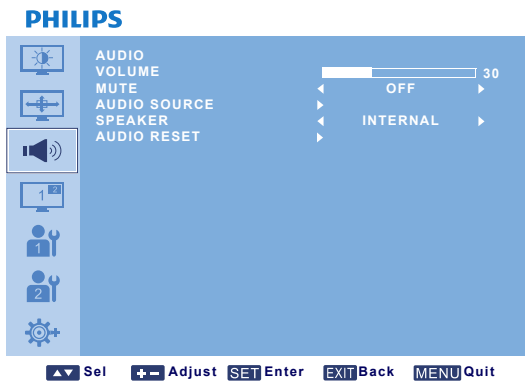 PHILIPS
AUDIO
VOLUME 30
MUTE OFF
AUDIO SOURCE
SPEAKER INTERNAL
AUDIO RESET
1 2
1
2
Sel Adjust SET Enter EXIT Back MENU Quit